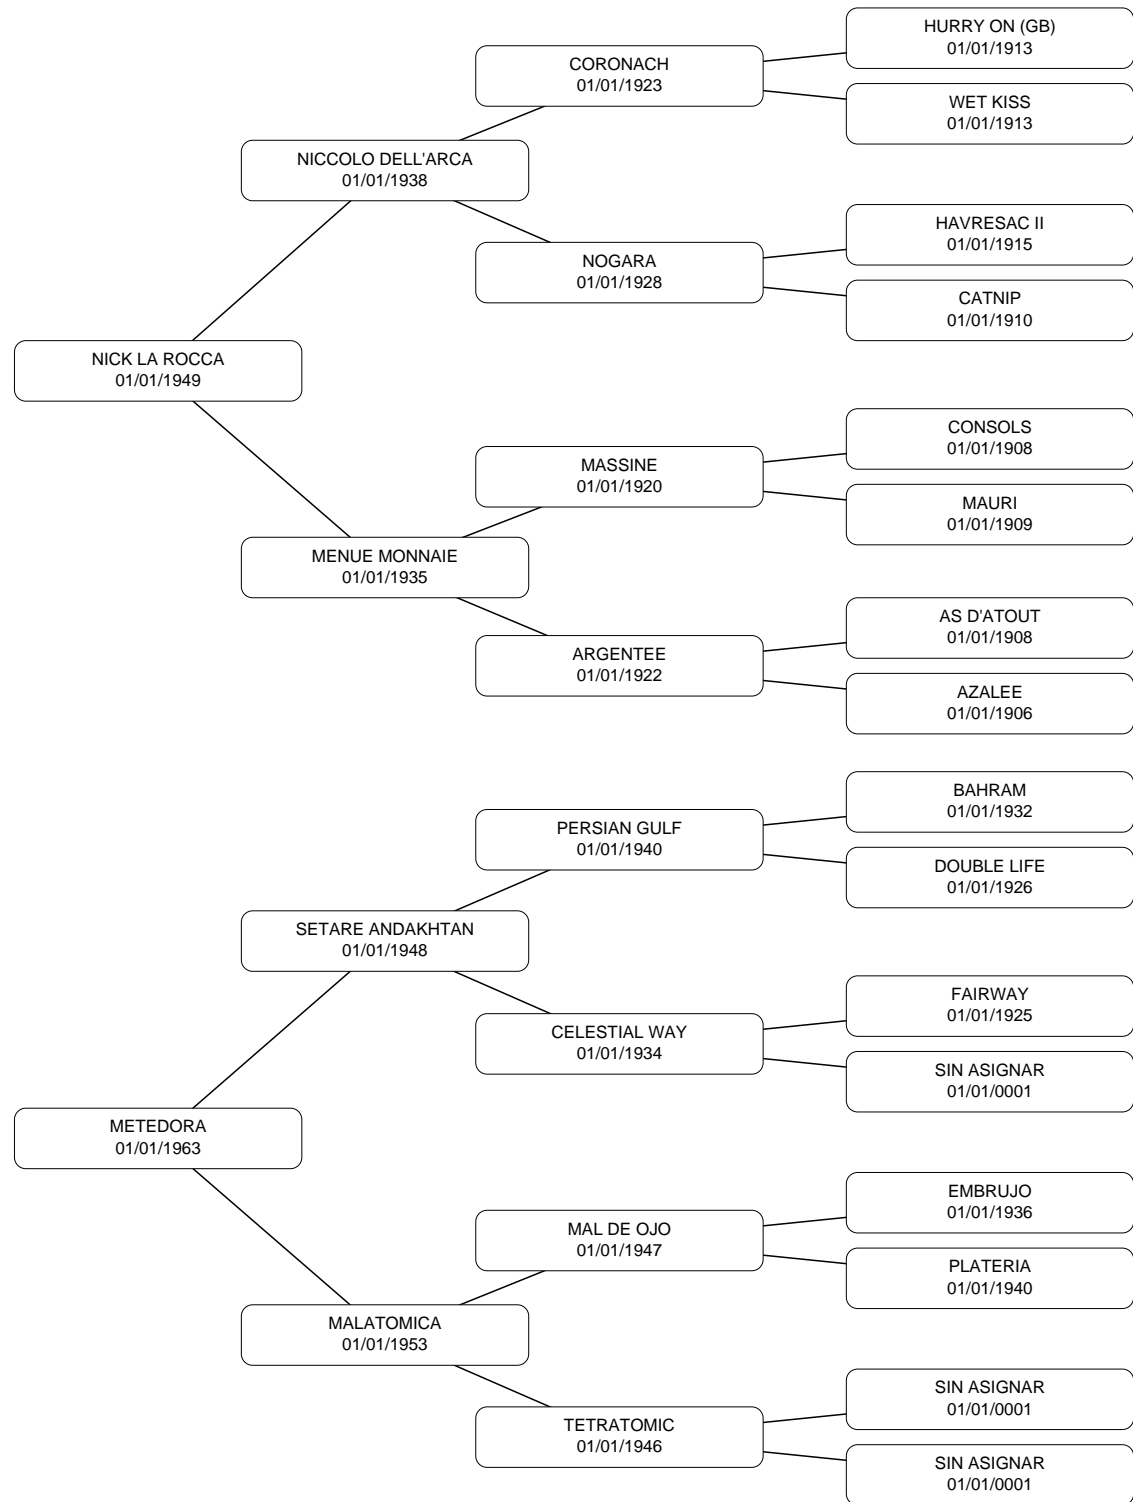 HURRY ON (GB)
01/01/1913
CORONACH
01/01/1923
WET KISS
01/01/1913
NICCOLO DELL'ARCA
01/01/1938
HAVRESAC II
01/01/1915
NOGARA
01/01/1928
CATNIP
01/01/1910
NICK LA ROCCA
01/01/1949
CONSOLS
01/01/1908
MASSINE
01/01/1920
MAURI
01/01/1909
MENUE MONNAIE
01/01/1935
AS D'ATOUT
01/01/1908
ARGENTEE
01/01/1922
AZALEE
01/01/1906
BAHRAM
01/01/1932
PERSIAN GULF
01/01/1940
DOUBLE LIFE
01/01/1926
SETARE ANDAKHTAN
01/01/1948
FAIRWAY
01/01/1925
CELESTIAL WAY
01/01/1934
SIN ASIGNAR
01/01/0001
METEDORA
01/01/1963
EMBRUJO
01/01/1936
MAL DE OJO
01/01/1947
PLATERIA
01/01/1940
MALATOMICA
01/01/1953
SIN ASIGNAR
01/01/0001
TETRATOMIC
01/01/1946
SIN ASIGNAR
01/01/0001